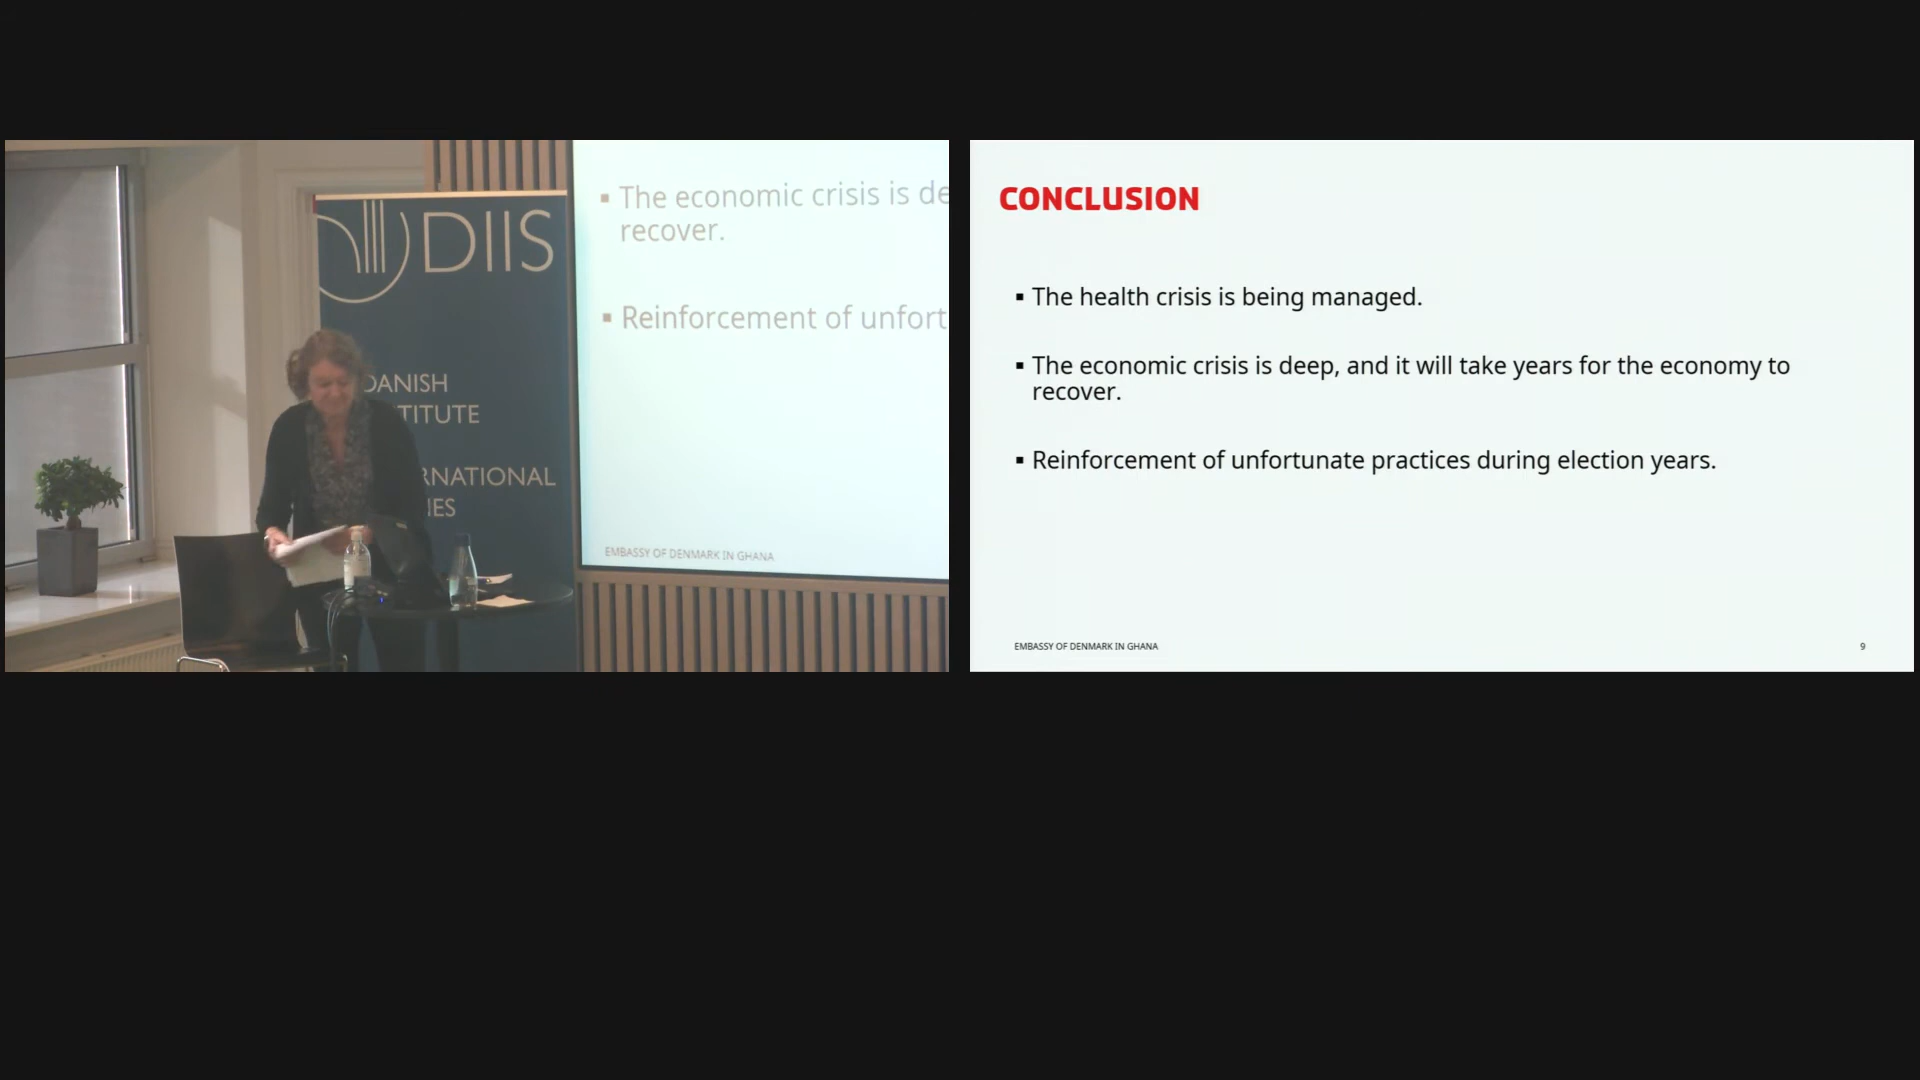 DIIS
DANISH
TITUTE
RNATIONAL
IES
▪ The economic crisis is de
recover.
▪ Reinforcement of unfort
EMBASSY OF DENMARK IN GHANA
CONCLUSION
▪ The health crisis is being managed.
▪ The economic crisis is deep, and it will take years for the economy to
recover.
▪ Reinforcement of unfortunate practices during election years.
EMBASSY OF DENMARK IN GHANA
9